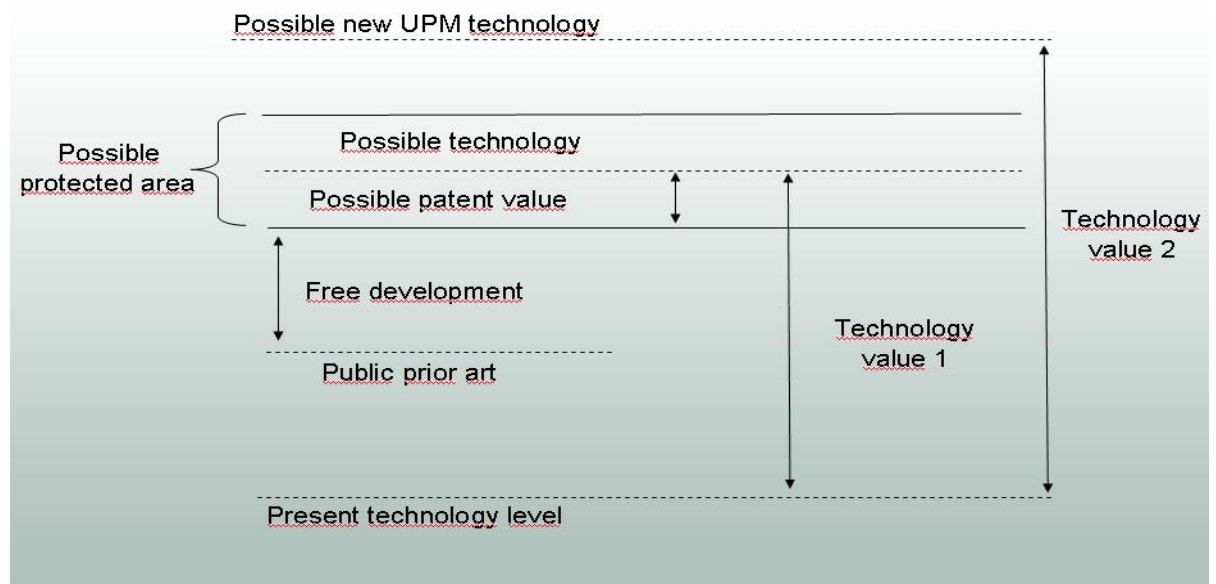 Possible new UPM technology
Possible technology
Possible
protected area
Possible patent value
Technology
value 2
Free development
Technology
value 1
Public prior art
Present technology level